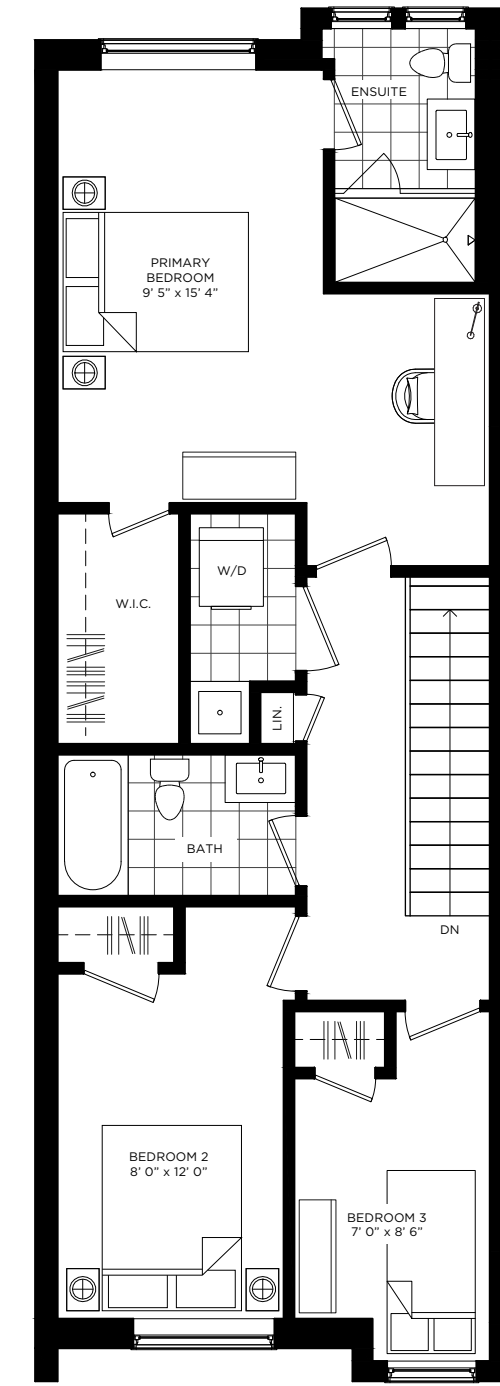 ENSUITE
PRIMARY
BEDROOM
9' 5" x 15' 4"
W/D
W.I.C.
LIN.
BATH
DN
BEDROOM 2
8' 0" x 12' 0"
BEDROOM 3
7' 0" x 8' 6"